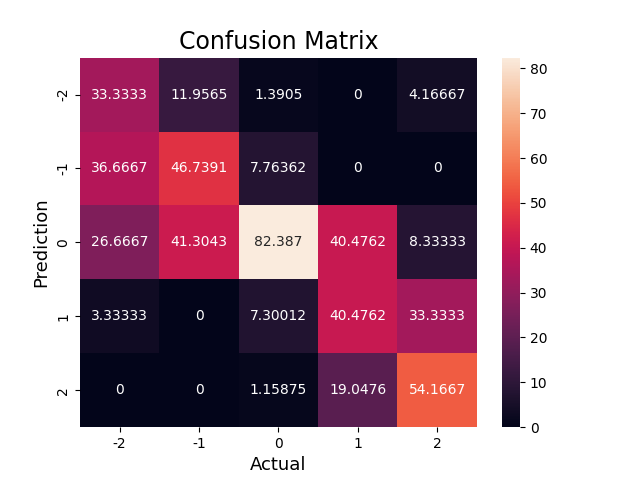 Confusion Matrix
-2 33.3333 11.9565 1.3905 0 4.16667
-1 36.6667 46.7391 7.76362 0 0
0 26.6667 41.3043 82.387 40.4762 8.33333
1 3.33333 0 7.30012 40.4762 33.3333
2 0 0 1.15875 19.0476 54.1667
-2 -1 0 1 2
Prediction
Actual
80
70
60
50
40
30
20
10
0